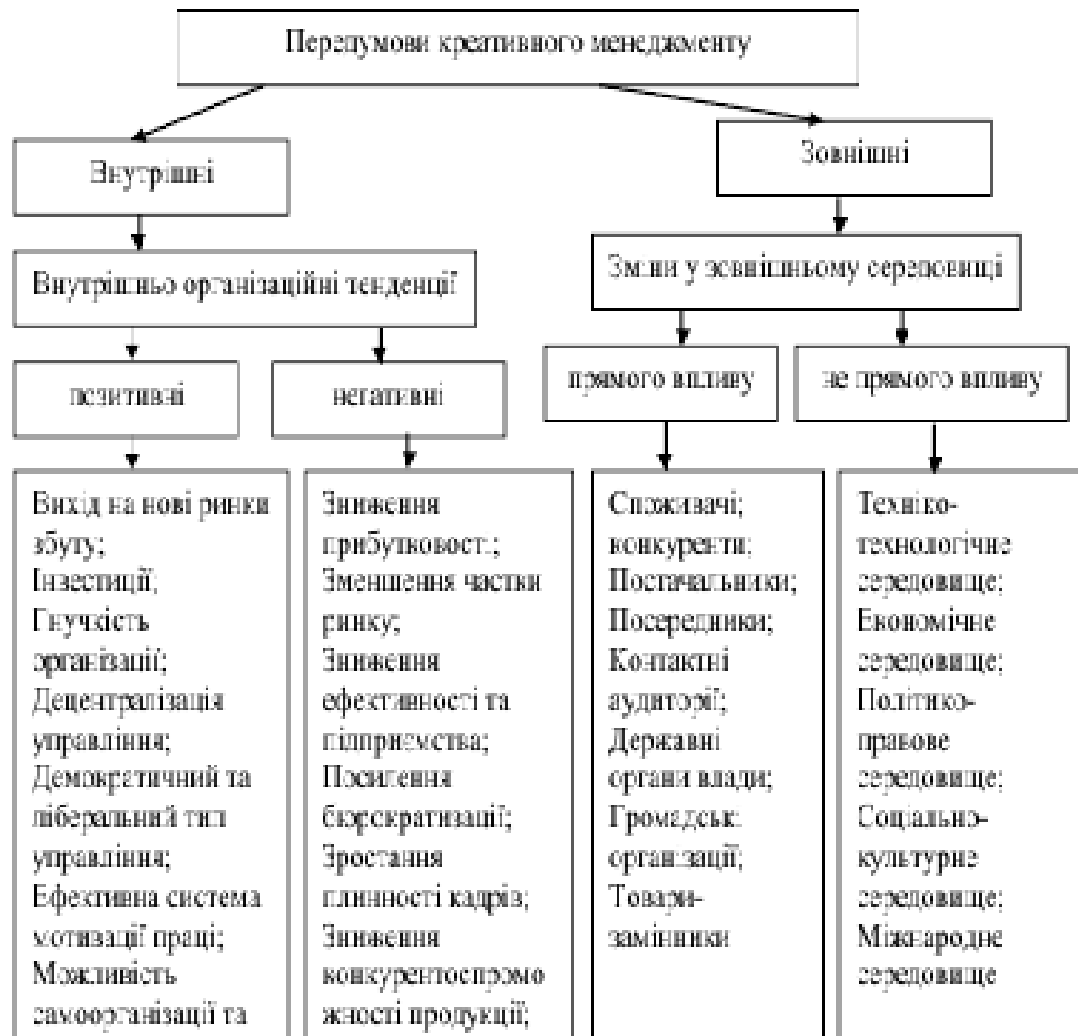 Передумови креативного менеджменту
Внутрішні
Зовнішні
Внутрішньо організаційні тенденції
Зміни у зовнішньому середовищі
позитивні
негативні
прямого впливу
не прямого впливу
Вихід на нові ринки
збуту;
Інвестиції;
Гнучкість
організації;
Децентралізація
управління;
Демократичний та
ліберальний тип
управління;
Ефективна система
мотивації праці;
Можливість
самоорганізації та
Зниження
прибутковості;
Зменшення частки
ринку;
Зниження
ефективності та
підприємства;
Посилення
бюрократизації;
Зростання
плинності кадрів;
Зниження
конкурентоспромо
жності продукції;
Споживачі;
конкуренти;
Постачальники;
Посередники;
Контактні
аудиторії;
Державні
органи влади;
Громадські
організації;
Товари-
замінники
Техніко-
технологічне
середовище;
Економічне
середовище;
Політико-
правове
середовище;
Соціально-
культурне
середовище;
Міжнародне
середовище